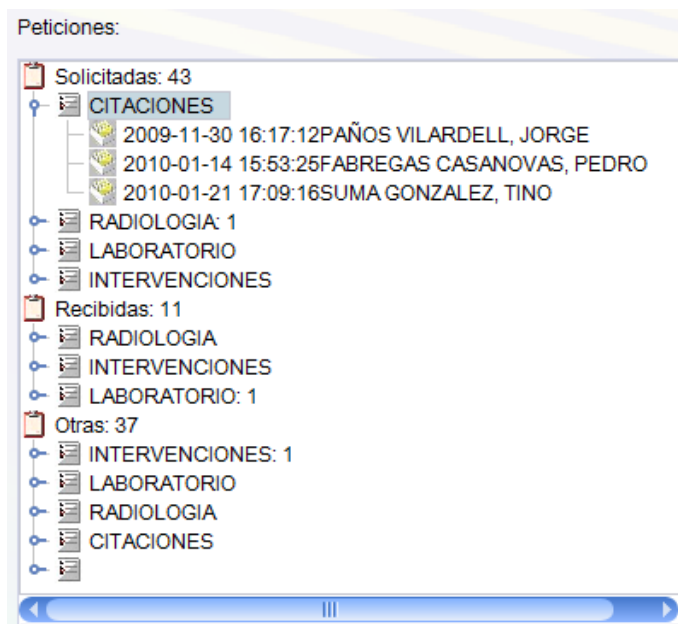 Peticiones:
Solicitadas: 43
CITACIONES
2009-11-30 16:17:12PAÑOS VILARDELL, JORGE
2010-01-14 15:53:25FABREGAS CASANOVAS, PEDRO
2010-01-21 17:09:16SUMA GONZALEZ, TINO
RADIOLOGIA: 1
LABORATORIO
INTERVENCIONES
Recibidas: 11
RADIOLOGIA
INTERVENCIONES
LABORATORIO: 1
Otras: 37
INTERVENCIONES: 1
LABORATORIO
RADIOLOGIA
CITACIONES